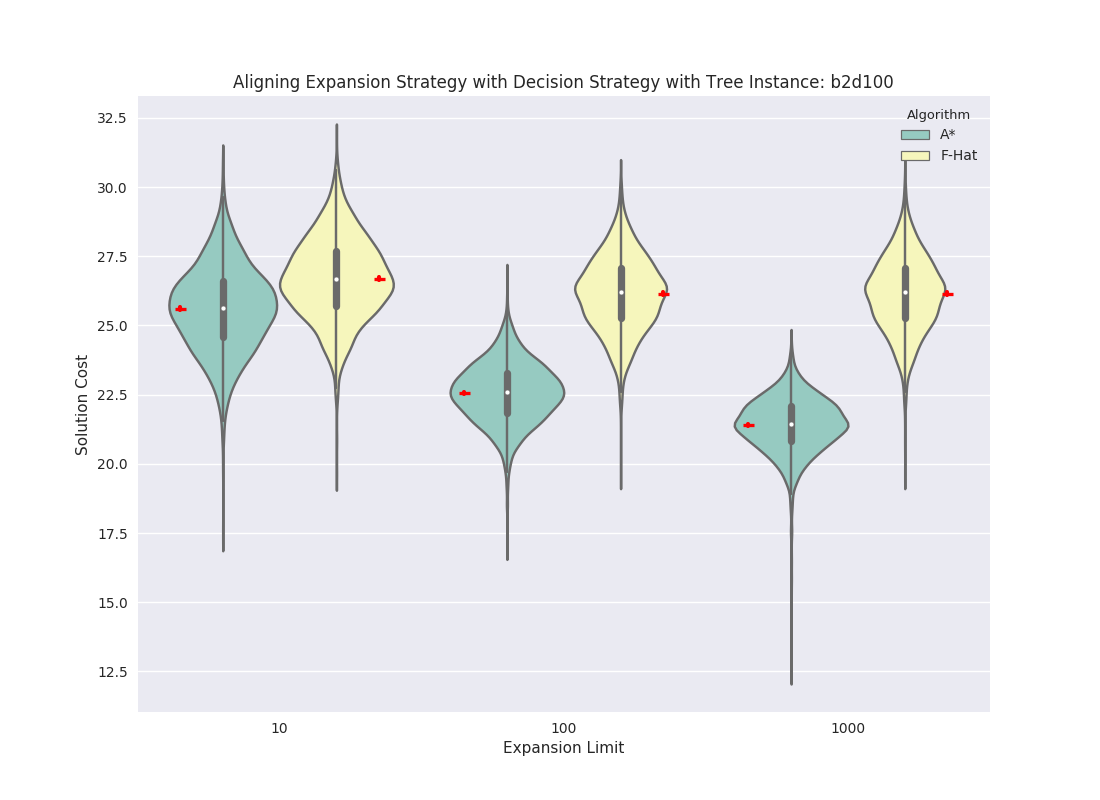 Aligning Expansion Strategy with Decision Strategy with Tree Instance: b2d100
Algorithm
A*
F-Hat
32.5
30.0
27.5
25.0
22.5
20.0
17.5
15.0
12.5
Solution Cost
10 100 1000
Expansion Limit